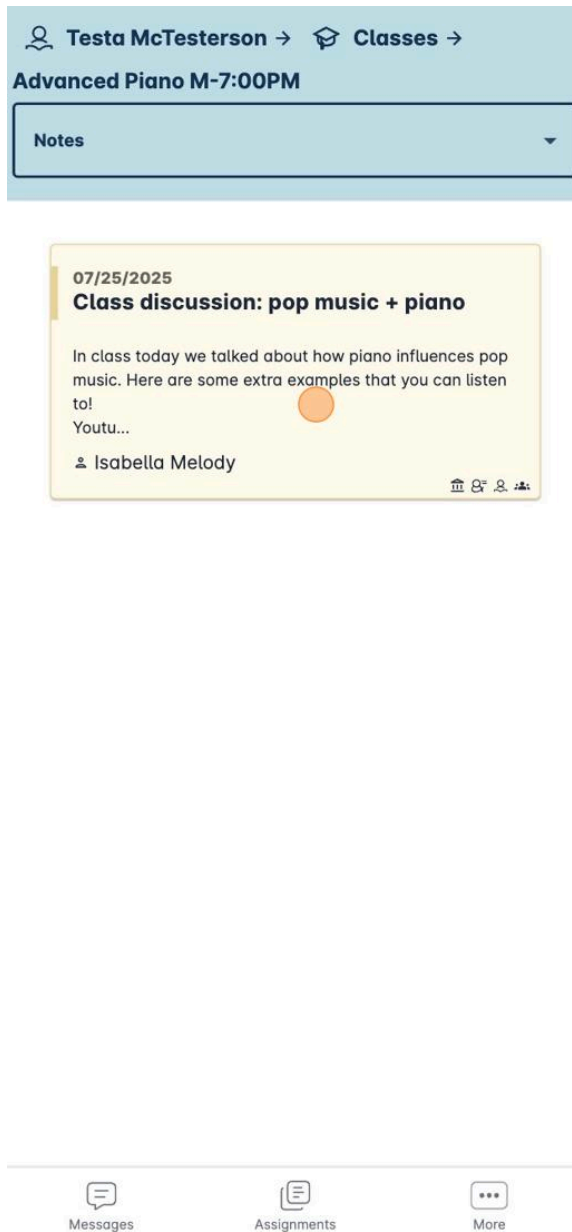 Testa McTesterson → Classes →
Advanced Piano M-7:00PM
Notes
07/25/2025
Class discussion: pop music + piano
In class today we talked about how piano influences pop
music. Here are some extra examples that you can listen
to!
Youtu...
Isabella Melody
Messages
Assignments
More